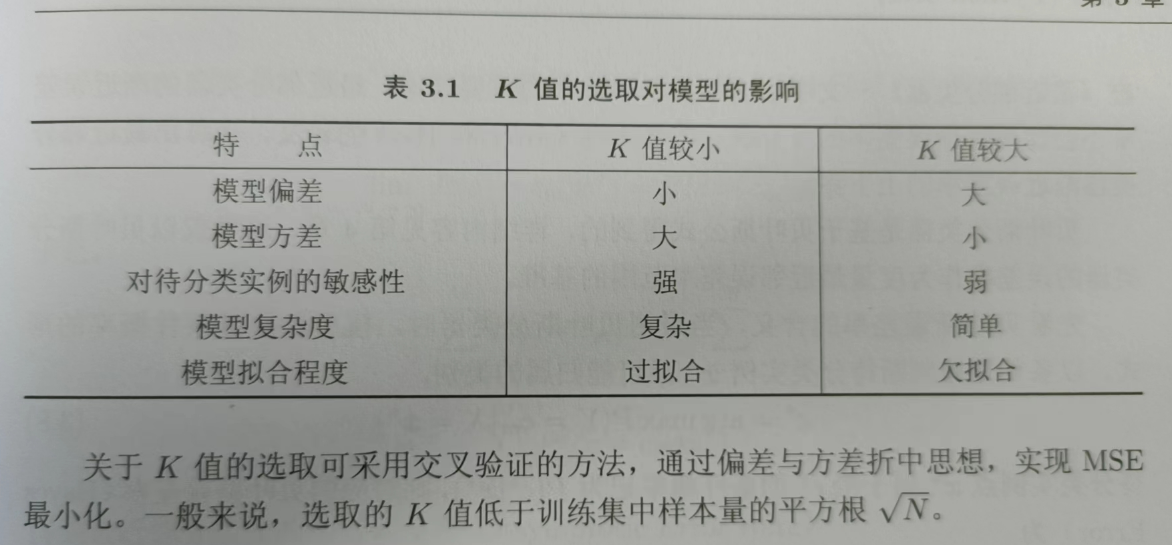 第 3 章
表 3.1 K 值的选取对模型的影响
特 点 K 值较小 K 值较大
模型偏差 小 大
模型方差 大 小
对待分类实例的敏感性 强 弱
模型复杂度 复杂 简单
模型拟合程度 过拟合 欠拟合
关于 K 值的选取可采用交叉验证的方法，通过偏差与方差折中思想，实现 MSE
最小化。一般来说，选取的 K 值低于训练集中样本量的平方根 √N。